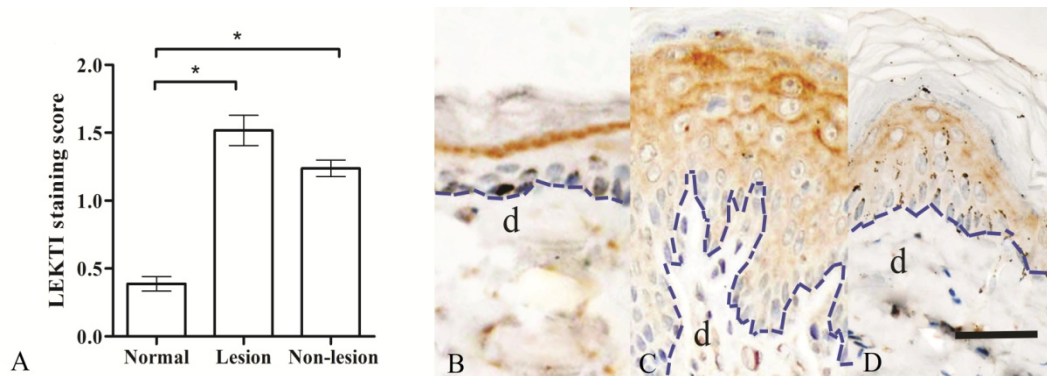 *
*
2.0
1.5
1.0
0.5
0.0
LEKTI staining score
Normal Lesion Non-lesion
A
d
B
d
C
d
D